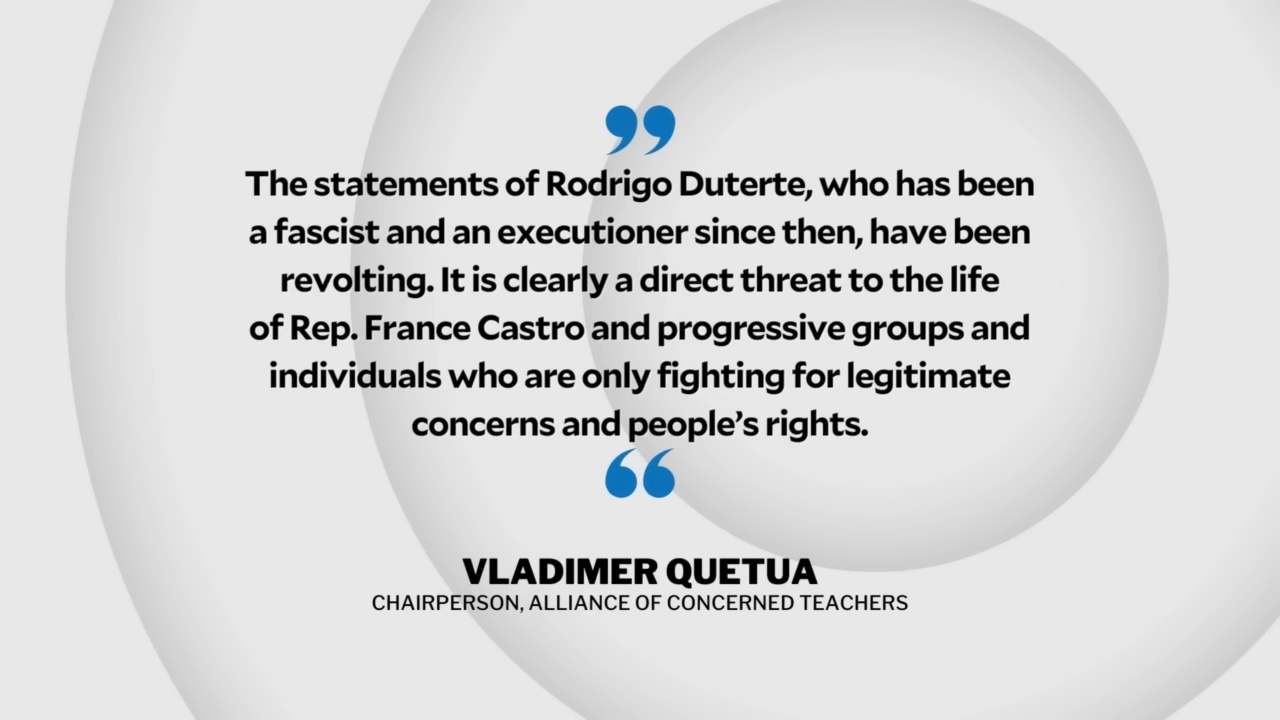 ”
The statements of Rodrigo Duterte, who has been
a fascist and an executioner since then, have been
revolting. It is clearly a direct threat to the life
of Rep. France Castro and progressive groups and
individuals who are only fighting for legitimate
concerns and people’s rights.
“
VLADIMER QUETUA
CHAIRPERSON, ALLIANCE OF CONCERNED TEACHERS